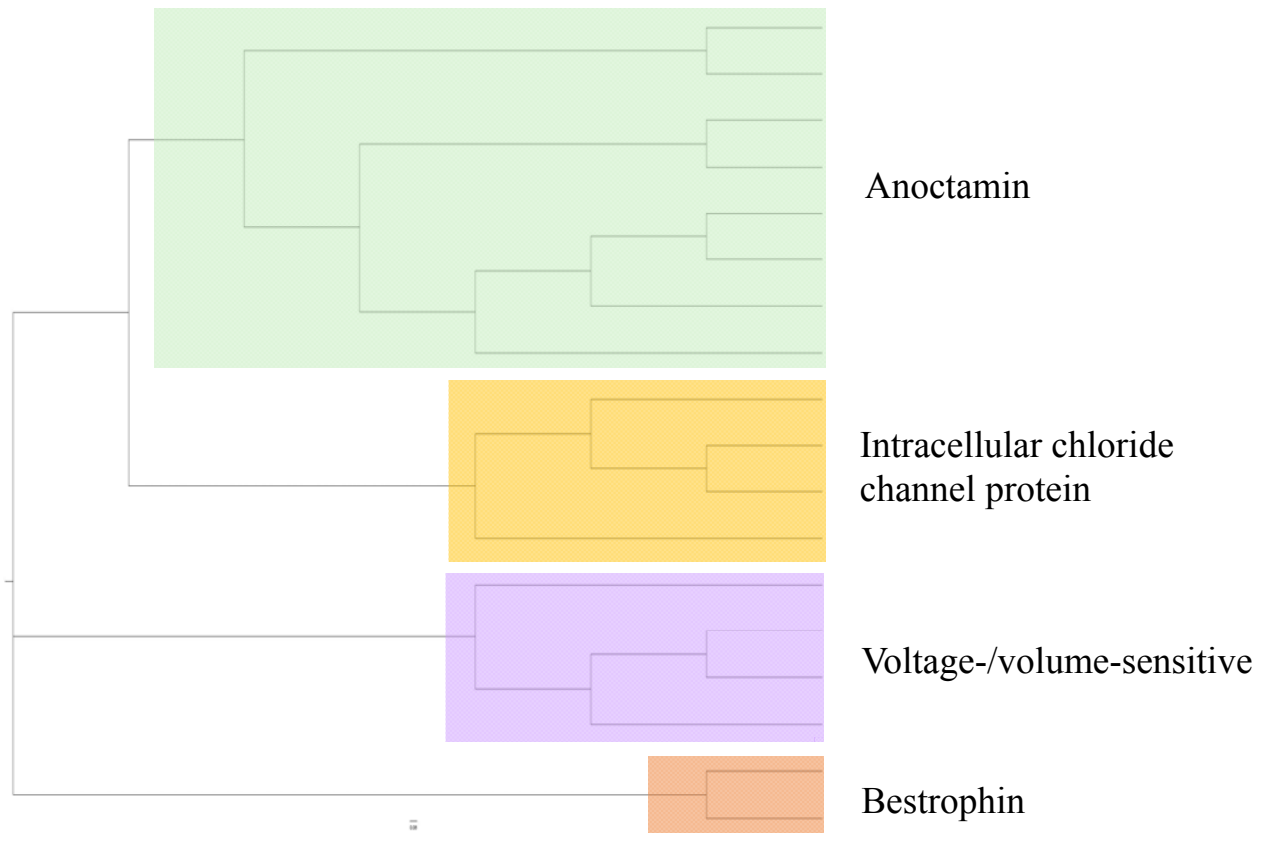 Anoctamin
Intracellular chloride
channel protein
Voltage-/volume-sensitive
Bestrophin